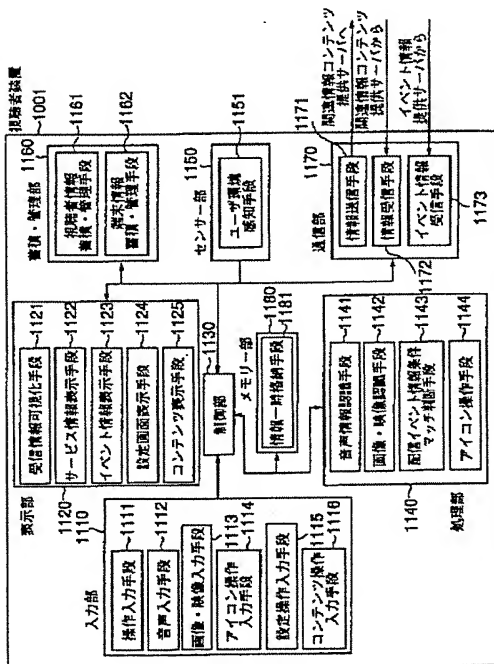 視聴者装置
1001
蓄積・管理部
1160
視聴者情報
蓄積・管理手段
1161
端末情報
蓄積・管理手段
1162
センサー部
1150
ユーザ環境
感知手段
1151
通信部
1170
情報送信手段
1171
情報受信手段
1172
イベント情報
受信手段
1173
関連情報コンテンツ
提供サーバへ
関連情報コンテンツ
提供サーバから
イベント情報
提供サーバから
表示部
1120
受信情報可視化手段
1121
サービス情報表示手段
1122
イベント情報表示手段
1123
設定画面表示手段
1124
コンテンツ表示手段
1125
制御部
1130
メモリー部
1180
情報一時格納手段
1181
入力部
1110
操作入力手段
1111
音声入力手段
1112
画像・映像入力手段
1113
アイコン操作
入力手段
1114
設定操作入力手段
1115
コンテンツ操作
入力手段
1116
処理部
1140
音声情報認識手段
1141
画像・映像認識手段
1142
配信イベント情報条件
マッチ判断手段
1143
アイコン操作手段
1144